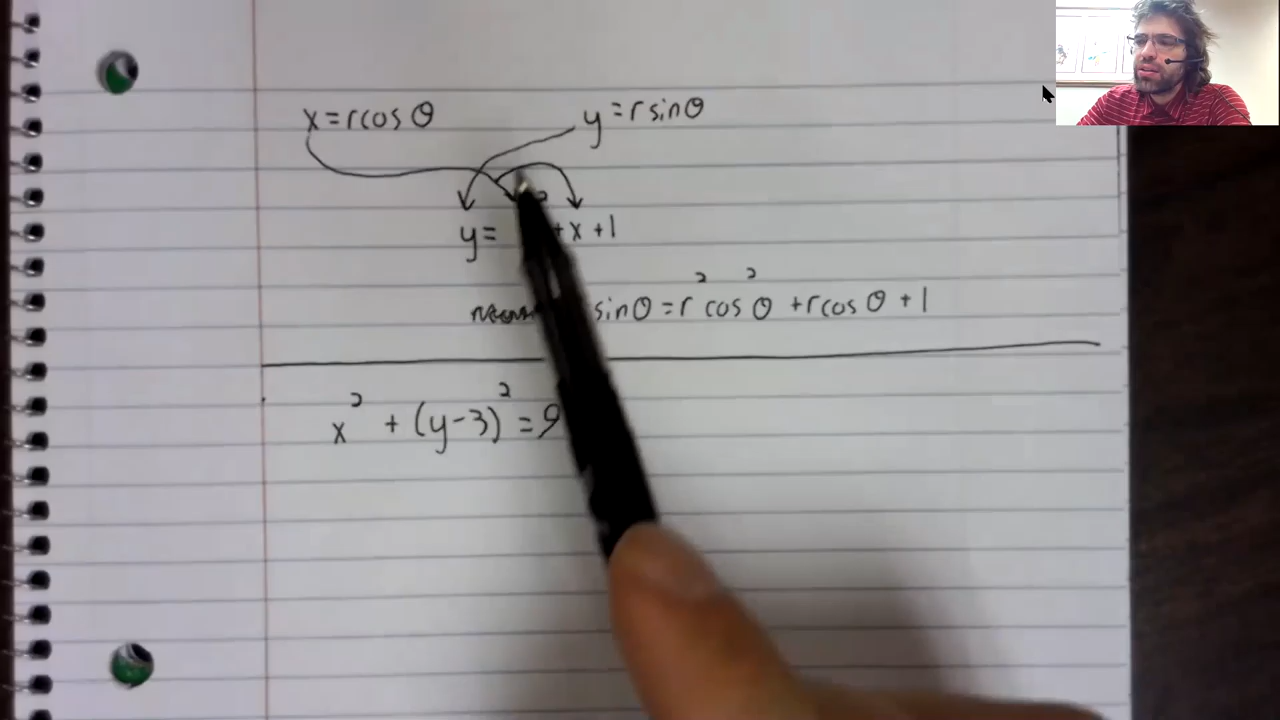 x = r cos θ y = r sin θ
y = +x +1
sin θ = r² cos² θ + r cos θ + 1
x² + (y-3)² = 9